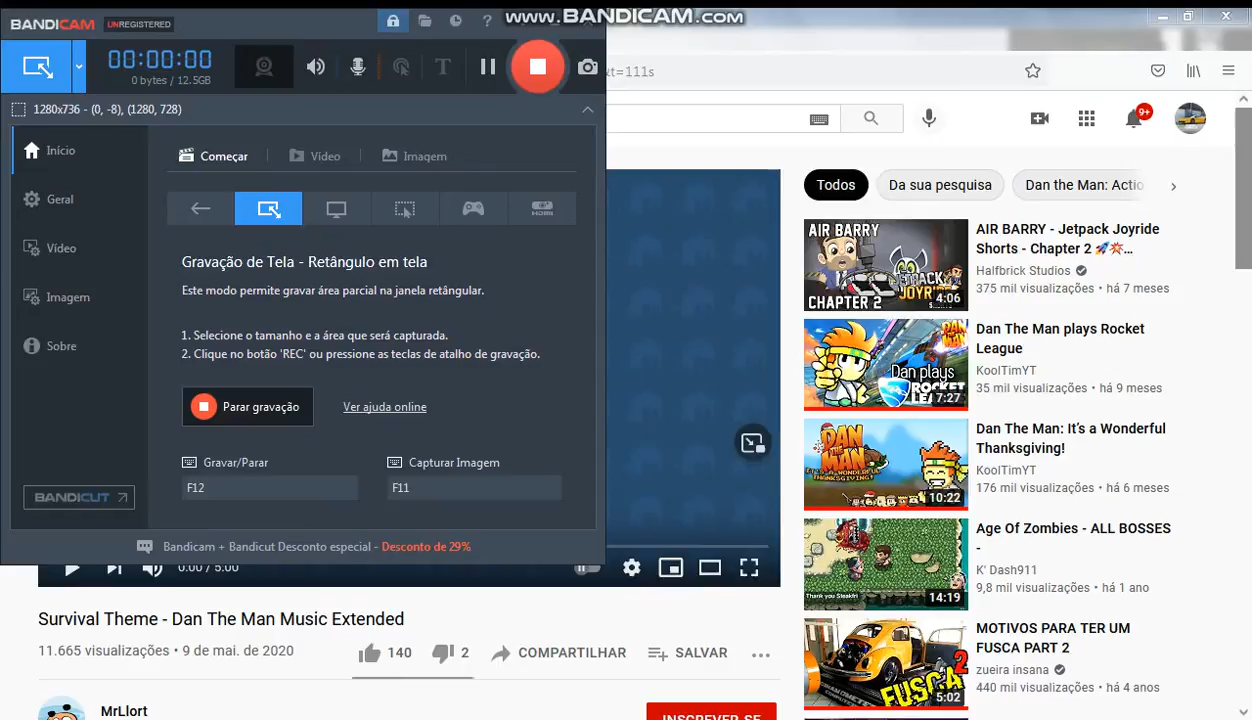 BANDICAM UNREGISTERED
www.BANDICAM.com
00:00:00
0 bytes / 12.5GB
T
&t=111s
1280x736 - (0, -8), (1280, 728)
Início
Geral
Vídeo
Imagem
Sobre
BANDICUT
Começar
Vídeo
Imagem
HDMI
Gravação de Tela - Retângulo em tela
Este modo permite gravar área parcial na janela retângular.
1. Selecione o tamanho e a área que será capturada.
2. Clique no botão 'REC' ou pressione as teclas de atalho de gravação.
Parar gravação
Ver ajuda online
Gravar/Parar
Capturar Imagem
F12
F11
Bandicam + Bandicut Desconto especial - Desconto de 29%
0:00 / 5:00
Survival Theme - Dan The Man Music Extended
11.665 visualizações • 9 de mai. de 2020
140
2
COMPARTILHAR
SALVAR
MrLlort
INSCREVER-SE
9+
Todos
Da sua pesquisa
Dan the Man: Actio
AIR BARRY
JETPACK JOYRIDE
CHAPTER 2
4:06
AIR BARRY - Jetpack Joyride
Shorts - Chapter 2 🚀💥…
Halfbrick Studios
375 mil visualizações • há 7 meses
Dan plays
ROCKET
7:27
Dan The Man plays Rocket
League
KoolTimYT
35 mil visualizações • há 9 meses
DAN THE MAN
IT'S A WONDERFUL
THANKSGIVING!
10:22
Dan The Man: It's a Wonderful
Thanksgiving!
KoolTimYT
176 mil visualizações • há 6 meses
14:19
Age Of Zombies - ALL BOSSES
-
K' Dash911
9,8 mil visualizações • há 1 ano
2
FUSCA
5:02
MOTIVOS PARA TER UM
FUSCA PART 2
zueira insana
440 mil visualizações • há 4 anos